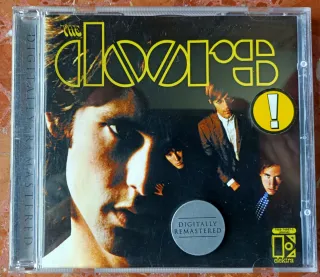 THE
DOORS
!
DIGITALLY
REMASTERED
elektra